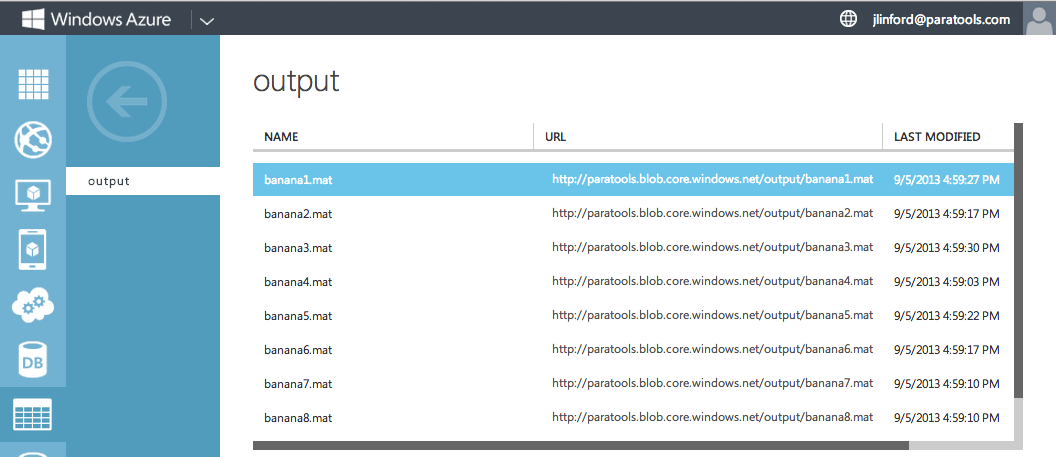 Windows Azure jlinford@paratools.com
output
output
NAME URL LAST MODIFIED
banana1.mat http://paratools.blob.core.windows.net/output/banana1.mat 9/5/2013 4:59:27 PM
banana2.mat http://paratools.blob.core.windows.net/output/banana2.mat 9/5/2013 4:59:17 PM
banana3.mat http://paratools.blob.core.windows.net/output/banana3.mat 9/5/2013 4:59:30 PM
banana4.mat http://paratools.blob.core.windows.net/output/banana4.mat 9/5/2013 4:59:03 PM
banana5.mat http://paratools.blob.core.windows.net/output/banana5.mat 9/5/2013 4:59:22 PM
banana6.mat http://paratools.blob.core.windows.net/output/banana6.mat 9/5/2013 4:59:17 PM
DB
banana7.mat http://paratools.blob.core.windows.net/output/banana7.mat 9/5/2013 4:59:10 PM
banana8.mat http://paratools.blob.core.windows.net/output/banana8.mat 9/5/2013 4:59:10 PM